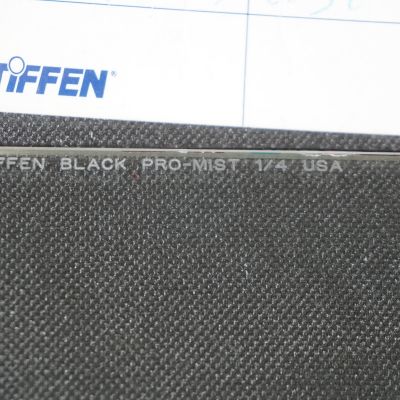 TIFFEN®
FFEN BLACK PRO-MIST 1/4 USA